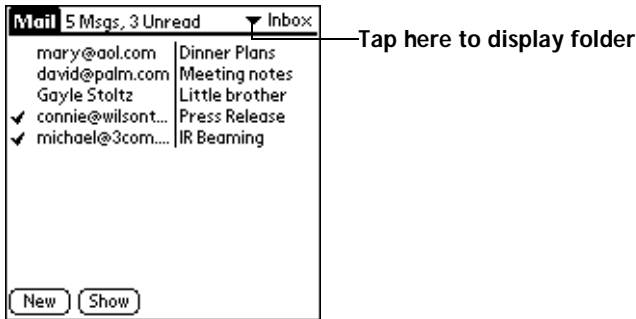 Mail 5 Msgs, 3 Unread Inbox
Tap here to display folder
mary@aol.com Dinner Plans
david@palm.com Meeting notes
Gayle Stoltz Little brother
connie@wilsont... Press Release
michael@3com.... IR Beaming
New Show